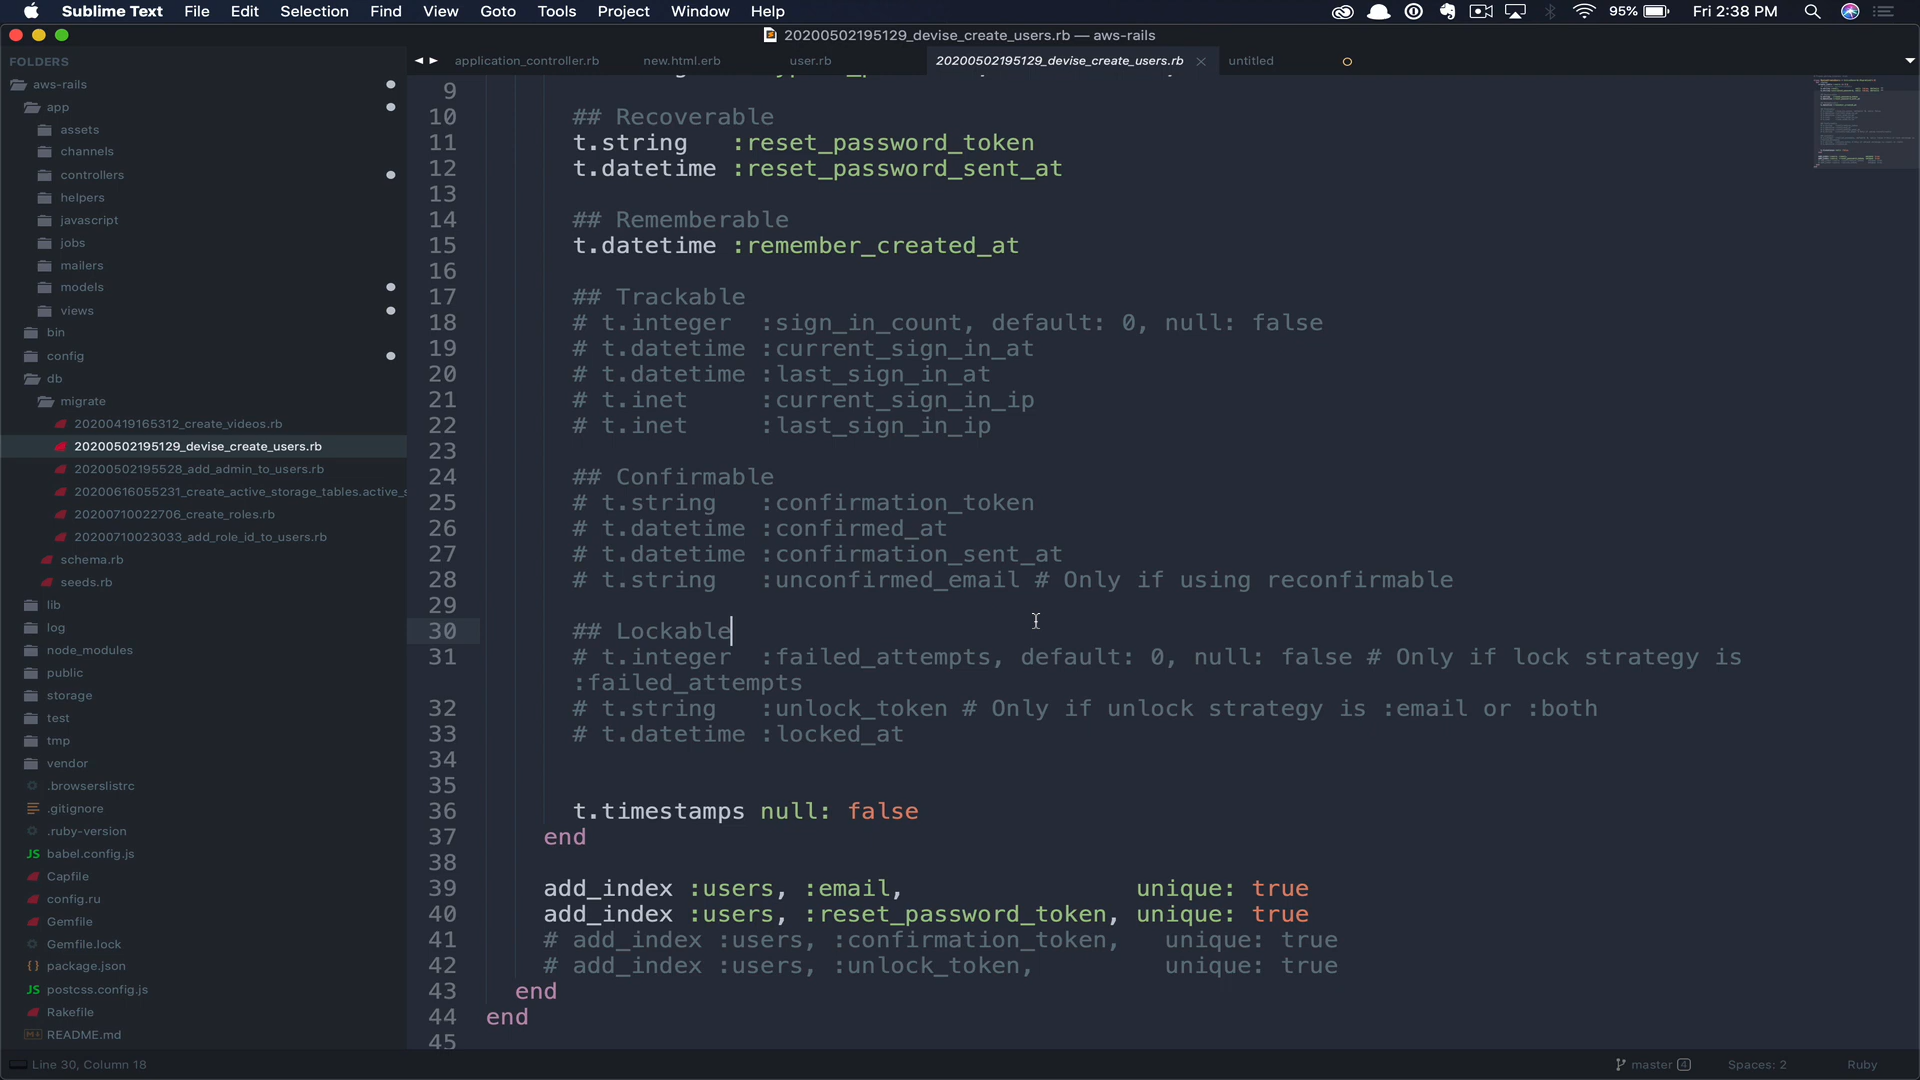 Sublime Text File Edit Selection Find View Goto Tools Project Window Help 95% Fri 2:38 PM
20200502195129_devise_create_users.rb — aws-rails
FOLDERS
aws-rails
app
assets
channels
controllers
helpers
javascript
jobs
mailers
models
views
bin
config
db
migrate
20200419165312_create_videos.rb
20200502195129_devise_create_users.rb
20200502195528_add_admin_to_users.rb
20200616055231_create_active_storage_tables.active_s
20200710022706_create_roles.rb
20200710023033_add_role_id_to_users.rb
schema.rb
seeds.rb
lib
log
node_modules
public
storage
test
tmp
vendor
.browserslistrc
.gitignore
.ruby-version
JS babel.config.js
Capfile
config.ru
Gemfile
Gemfile.lock
{ } package.json
JS postcss.config.js
Rakefile
README.md
application_controller.rb new.html.erb user.rb 20200502195129_devise_create_users.rb untitled
9
10 ## Recoverable
11 t.string :reset_password_token
12 t.datetime :reset_password_sent_at
13
14 ## Rememberable
15 t.datetime :remember_created_at
16
17 ## Trackable
18 # t.integer :sign_in_count, default: 0, null: false
19 # t.datetime :current_sign_in_at
20 # t.datetime :last_sign_in_at
21 # t.inet :current_sign_in_ip
22 # t.inet :last_sign_in_ip
23
24 ## Confirmable
25 # t.string :confirmation_token
26 # t.datetime :confirmed_at
27 # t.datetime :confirmation_sent_at
28 # t.string :unconfirmed_email # Only if using reconfirmable
29
30 ## Lockable
31 # t.integer :failed_attempts, default: 0, null: false # Only if lock strategy is
:failed_attempts
32 # t.string :unlock_token # Only if unlock strategy is :email or :both
33 # t.datetime :locked_at
34
35
36 t.timestamps null: false
37 end
38
39 add_index :users, :email, unique: true
40 add_index :users, :reset_password_token, unique: true
41 # add_index :users, :confirmation_token, unique: true
42 # add_index :users, :unlock_token, unique: true
43 end
44 end
45
Line 30, Column 18 master 4 Spaces: 2 Ruby